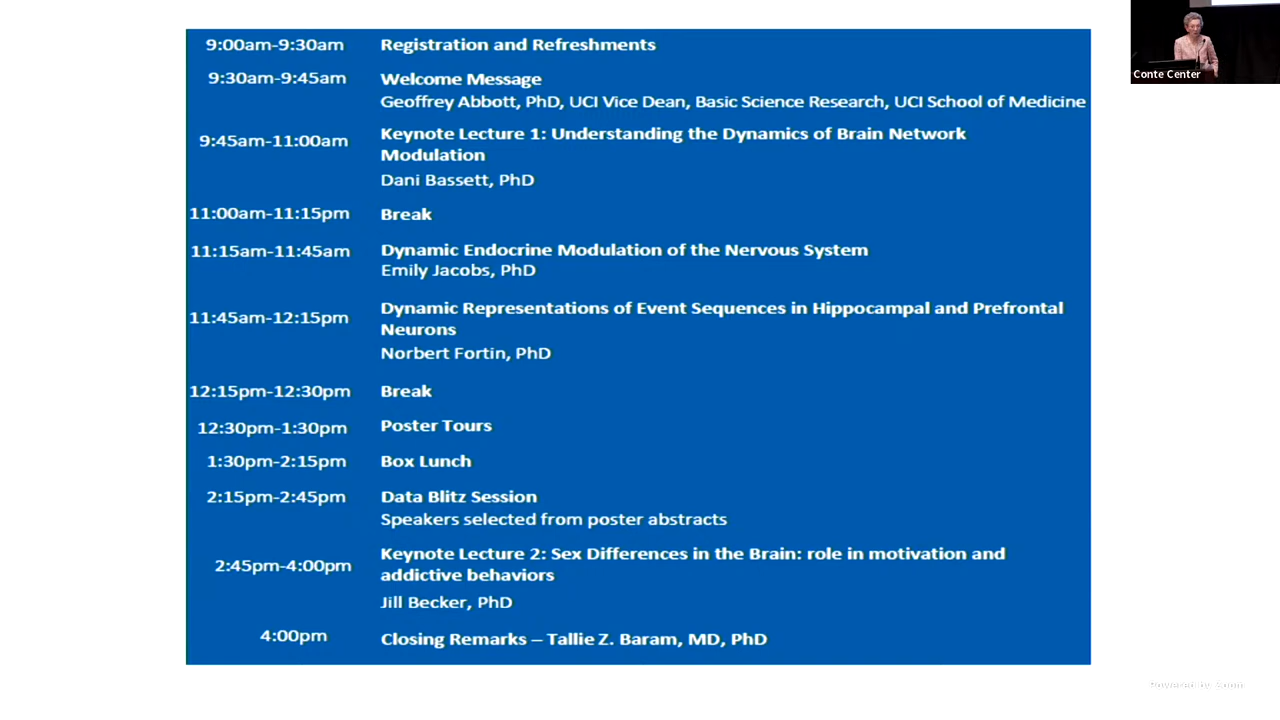 9:00am-9:30am Registration and Refreshments
9:30am-9:45am Welcome Message
Geoffrey Abbott, PhD, UCI Vice Dean, Basic Science Research, UCI School of Medicine
9:45am-11:00am Keynote Lecture 1: Understanding the Dynamics of Brain Network
Modulation
Dani Bassett, PhD
11:00am-11:15pm Break
11:15am-11:45am Dynamic Endocrine Modulation of the Nervous System
Emily Jacobs, PhD
11:45am-12:15pm Dynamic Representations of Event Sequences in Hippocampal and Prefrontal
Neurons
Norbert Fortin, PhD
12:15pm-12:30pm Break
12:30pm-1:30pm Poster Tours
1:30pm-2:15pm Box Lunch
2:15pm-2:45pm Data Blitz Session
Speakers selected from poster abstracts
2:45pm-4:00pm Keynote Lecture 2: Sex Differences in the Brain: role in motivation and
addictive behaviors
Jill Becker, PhD
4:00pm Closing Remarks – Tallie Z. Baram, MD, PhD
Conte Center
Powered by Zoom